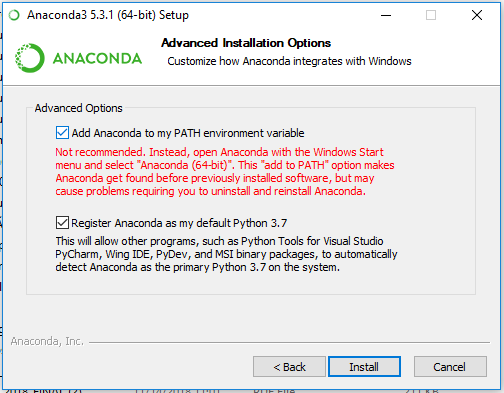 Anaconda3 5.3.1 (64-bit) Setup
Advanced Installation Options
ANACONDA
Customize how Anaconda integrates with Windows
Advanced Options
Add Anaconda to my PATH environment variable
Not recommended. Instead, open Anaconda with the Windows Start
menu and select "Anaconda (64-bit)". This "add to PATH" option makes
Anaconda get found before previously installed software, but may
cause problems requiring you to uninstall and reinstall Anaconda.
Register Anaconda as my default Python 3.7
This will allow other programs, such as Python Tools for Visual Studio
PyCharm, Wing IDE, PyDev, and MSI binary packages, to automatically
detect Anaconda as the primary Python 3.7 on the system.
Anaconda, Inc.
< Back
Install
Cancel